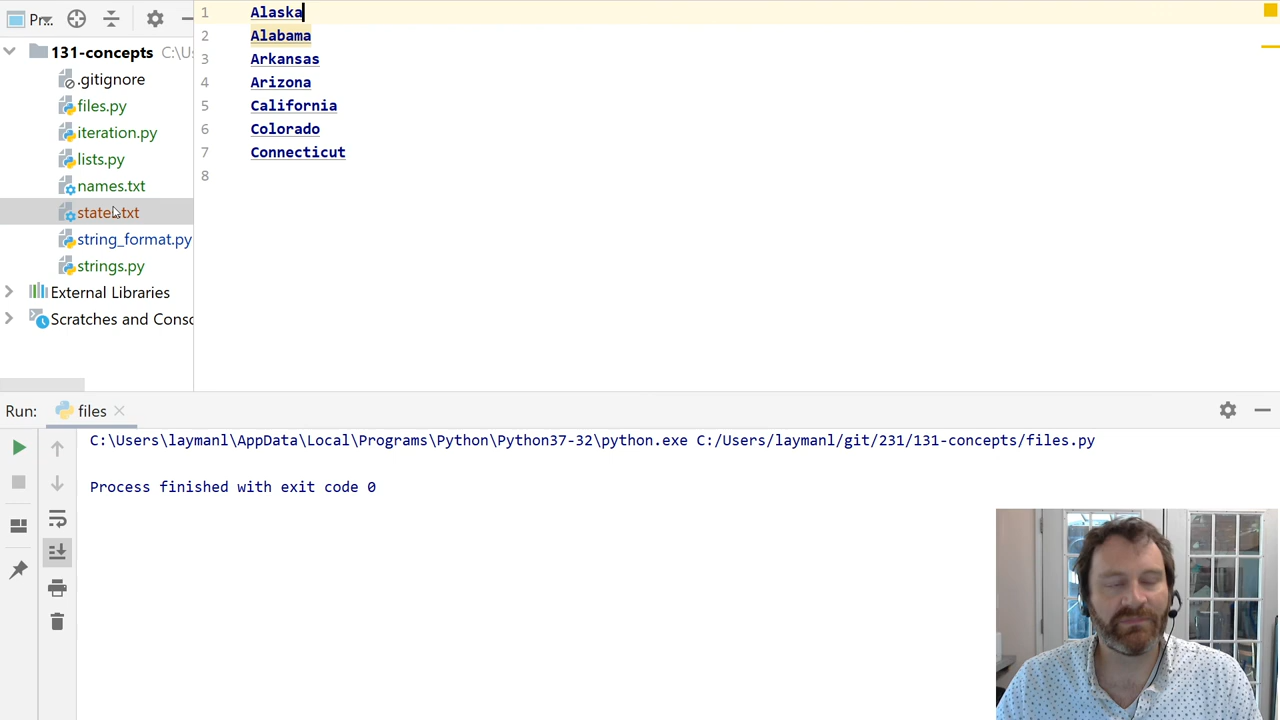 Pr...
131-concepts C:\Us
.gitignore
files.py
iteration.py
lists.py
names.txt
.txt
string_format.py
strings.py
External Libraries
Scratches and Conso
1 Alaska
2 Alabama
3 Arkansas
4 Arizona
5 California
6 Colorado
7 Connecticut
8
Run: files
C:\Users\laymanl\AppData\Local\Programs\Python\Python37-32\python.exe C:/Users/laymanl/git/231/131-concepts/files.py
Process finished with exit code 0